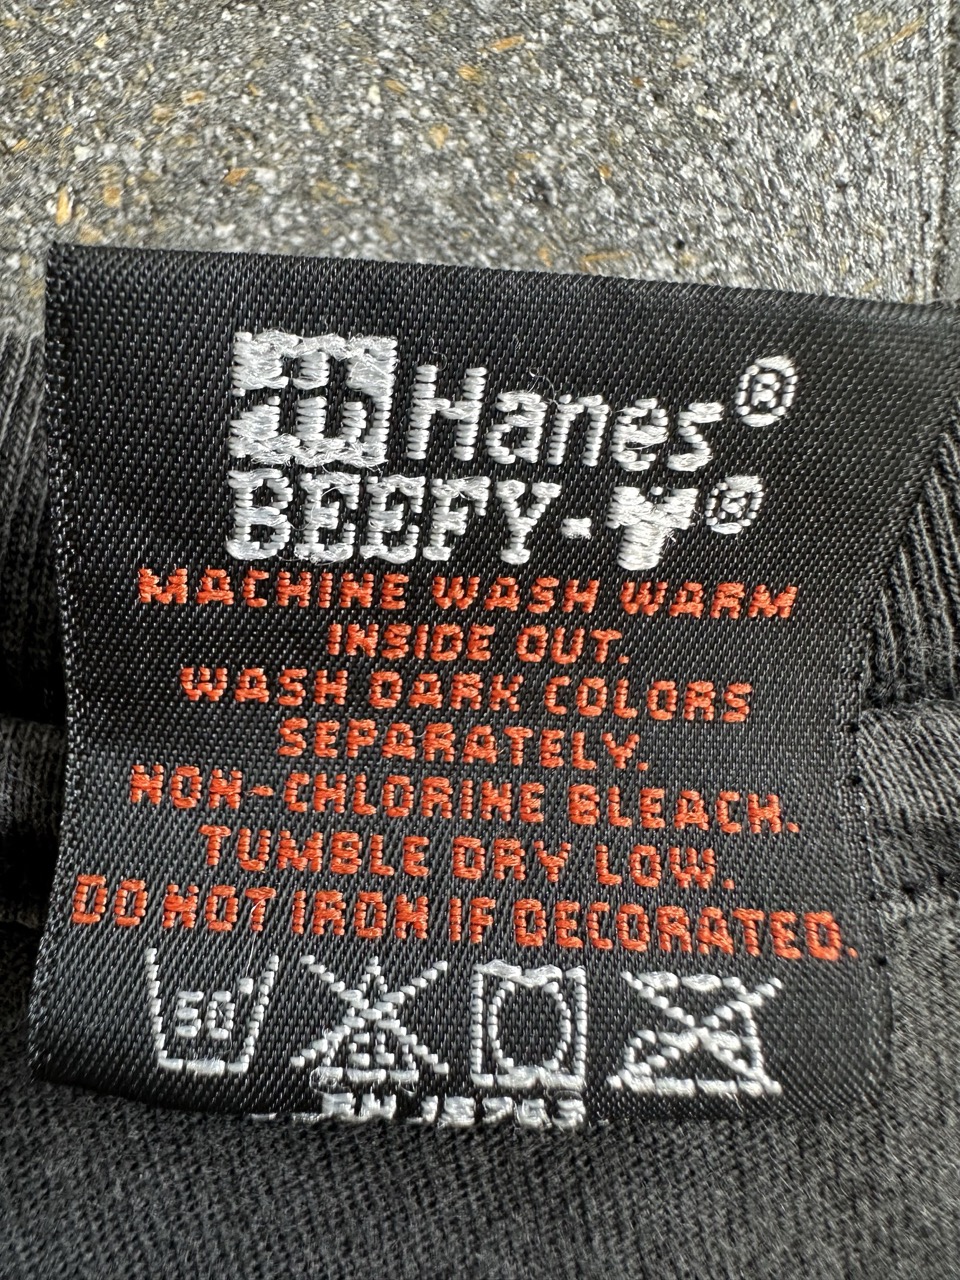 Hanes®
BEEFY-T®
MACHINE WASH WARM
INSIDE OUT.
WASH DARK COLORS
SEPARATELY.
NON-CHLORINE BLEACH.
TUMBLE DRY LOW.
DO NOT IRON IF DECORATED.
RN